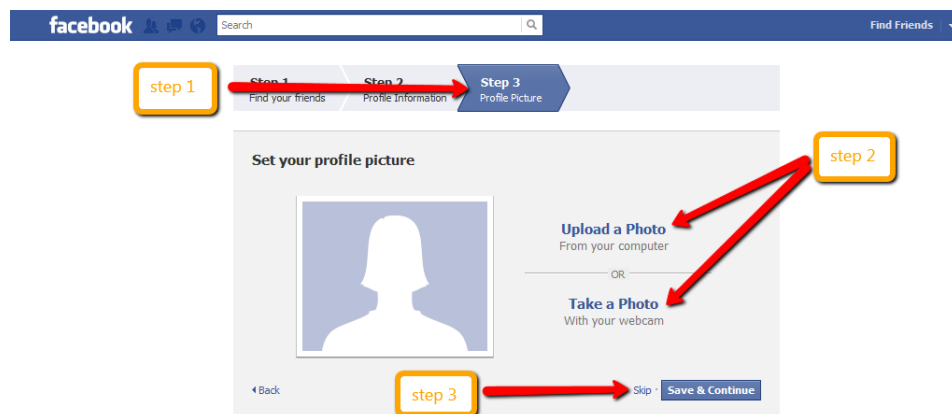 facebook Search Find Friends
step 1
Step 1 Step 2 Step 3
Find your friends Profile Information Profile Picture
Set your profile picture
step 2
Upload a Photo
From your computer
OR
Take a Photo
With your webcam
Back step 3 Skip · Save & Continue